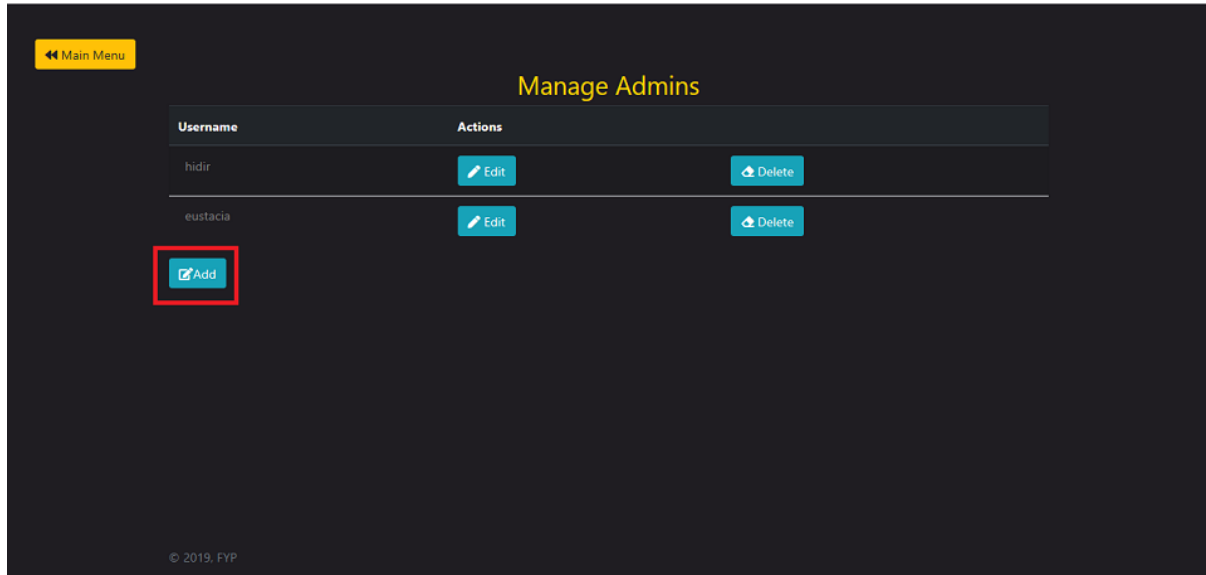 Main Menu
Manage Admins
Username Actions
hidir Edit Delete
eustacia Edit Delete
Add
© 2019, FYP